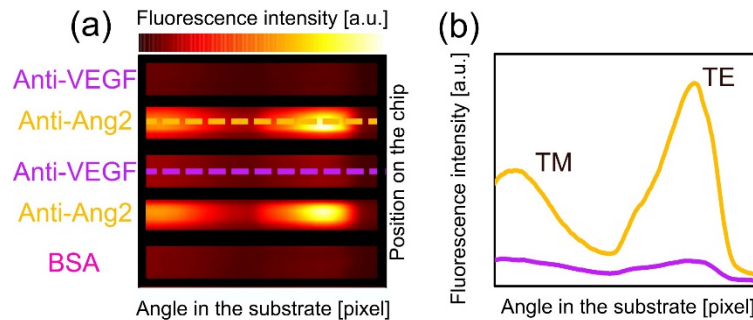 (a)
Fluorescence intensity [a.u.]
Anti-VEGF
Anti-Ang2
Anti-VEGF
Anti-Ang2
BSA
Position on the chip
Angle in the substrate [pixel]
(b)
Fluorescence intensity [a.u.]
TM
TE
Angle in the substrate [pixel]